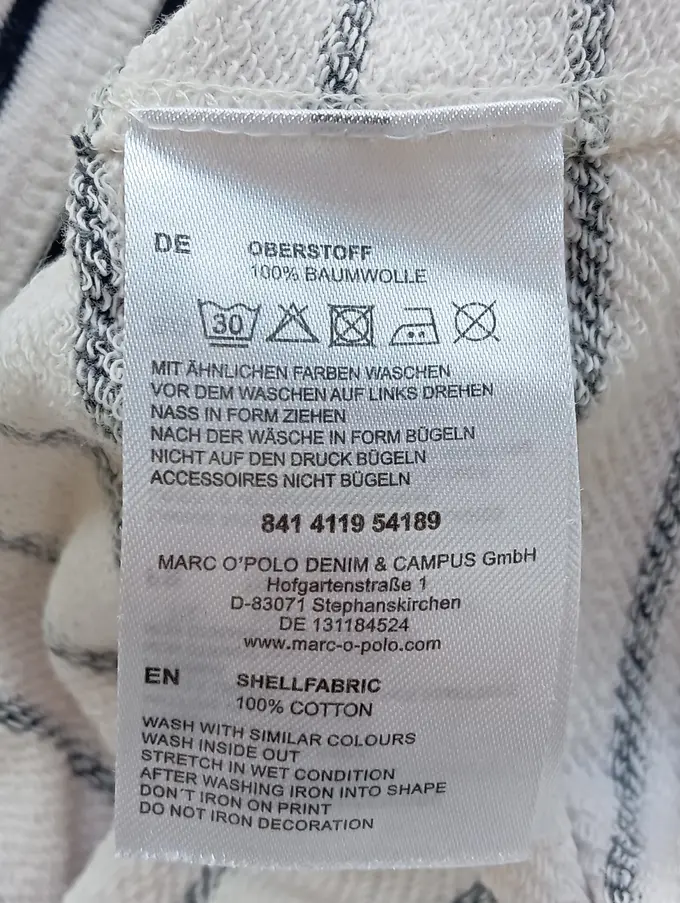 DE OBERSTOFF
100% BAUMWOLLE
30
MIT ÄHNLICHEN FARBEN WASCHEN
VOR DEM WASCHEN AUF LINKS DREHEN
NASS IN FORM ZIEHEN
NACH DER WÄSCHE IN FORM BÜGELN
NICHT AUF DEN DRUCK BÜGELN
ACCESSOIRES NICHT BÜGELN
841 4119 54189
MARC O'POLO DENIM & CAMPUS GmbH
Hofgartenstraße 1
D-83071 Stephanskirchen
DE 131184524
www.marc-o-polo.com
EN SHELLFABRIC
100% COTTON
WASH WITH SIMILAR COLOURS
WASH INSIDE OUT
STRETCH IN WET CONDITION
AFTER WASHING IRON INTO SHAPE
DON'T IRON ON PRINT
DO NOT IRON DECORATION